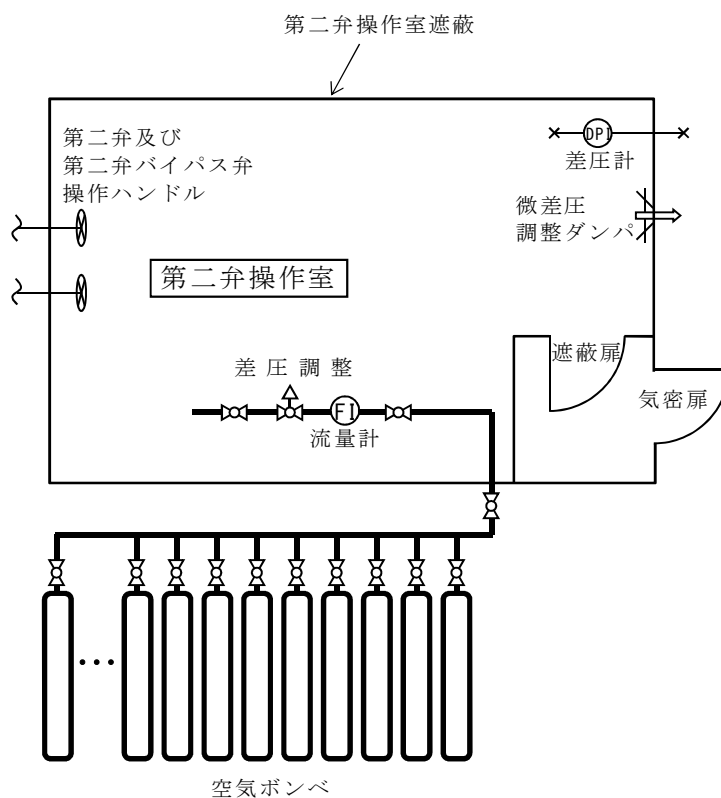 第二弁操作室遮蔽
第二弁及び
第二弁バイパス弁
操作ハンドル
DPI
差圧計
微差圧
調整ダンパ
第二弁操作室
遮蔽扉
気密扉
差圧調整
FI
流量計
空気ボンベ